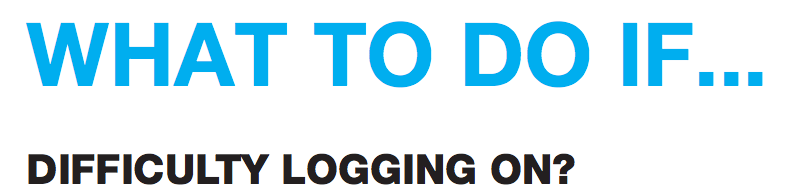 WHAT TO DO IF...
DIFFICULTY LOGGING ON?